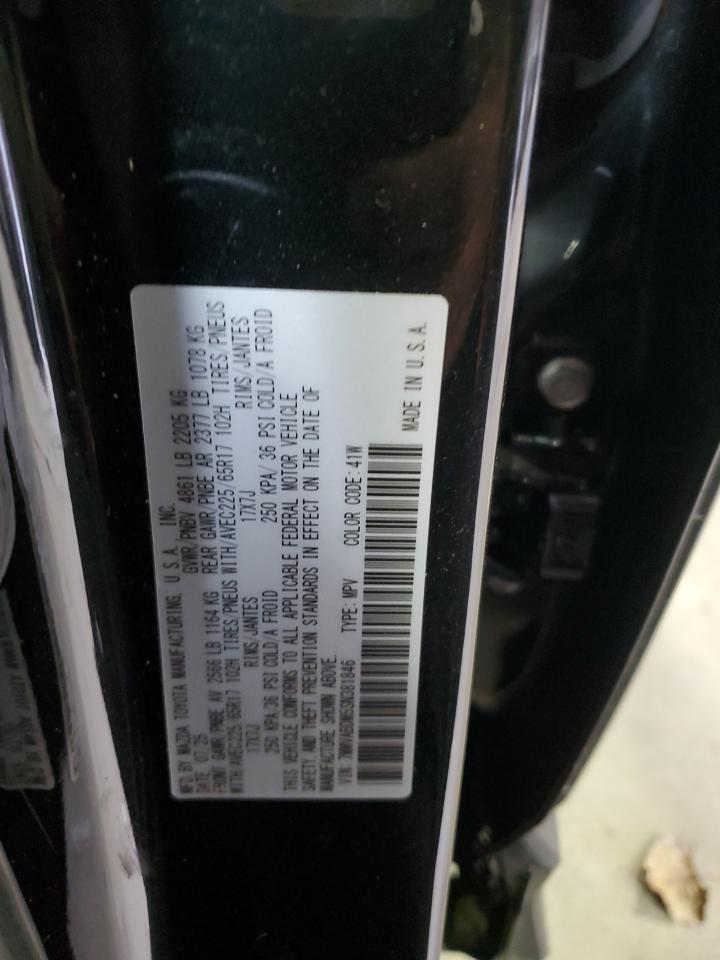 MFD. BY MAZDA TOYOTA MANUFACTURING, U.S.A., INC.
DATE 07/25 GVWR/PNBV 4861 LB 2205 KG
FRONT GAWR/PNBE AV 2566 LB 1164 KG REAR GAWR/PNBE AR 2377 LB 1078 KG
WITH/AVEC225/65R17 102H TIRES/PNEUS WITH/AVEC225/65R17 102H TIRES/PNEUS
17X7J RIMS/JANTES 17X7J RIMS/JANTES
250 KPA/36 PSI COLD/A FROID 250 KPA/ 36 PSI COLD/A FROID
THIS VEHICLE CONFORMS TO ALL APPLICABLE FEDERAL MOTOR VEHICLE
SAFETY, AND THEFT PREVENTION STANDARDS IN EFFECT ON THE DATE OF
MANUFACTURE SHOWN ABOVE.
VIN: TYPE: MPV COLOR CODE: 41W
MADE IN U.S.A.